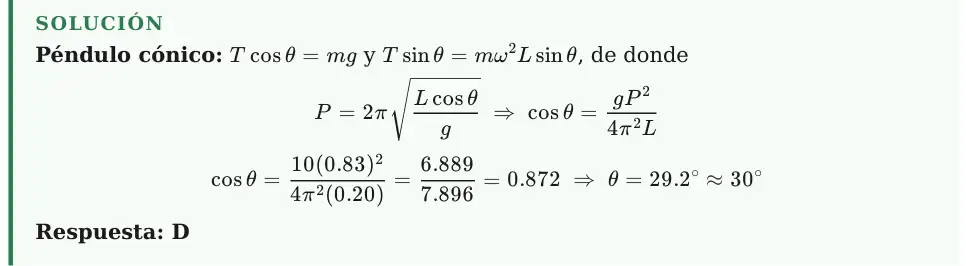 SOLUCIÓN
Péndulo cónico: T cos θ = mg y T sin θ = mω²L sin θ, de donde
P = 2π √(L cos θ / g) ⇒ cos θ = gP² / 4π²L
cos θ = 10(0.83)² / 4π²(0.20) = 6.889 / 7.896 = 0.872 ⇒ θ = 29.2° ≈ 30°
Respuesta: D